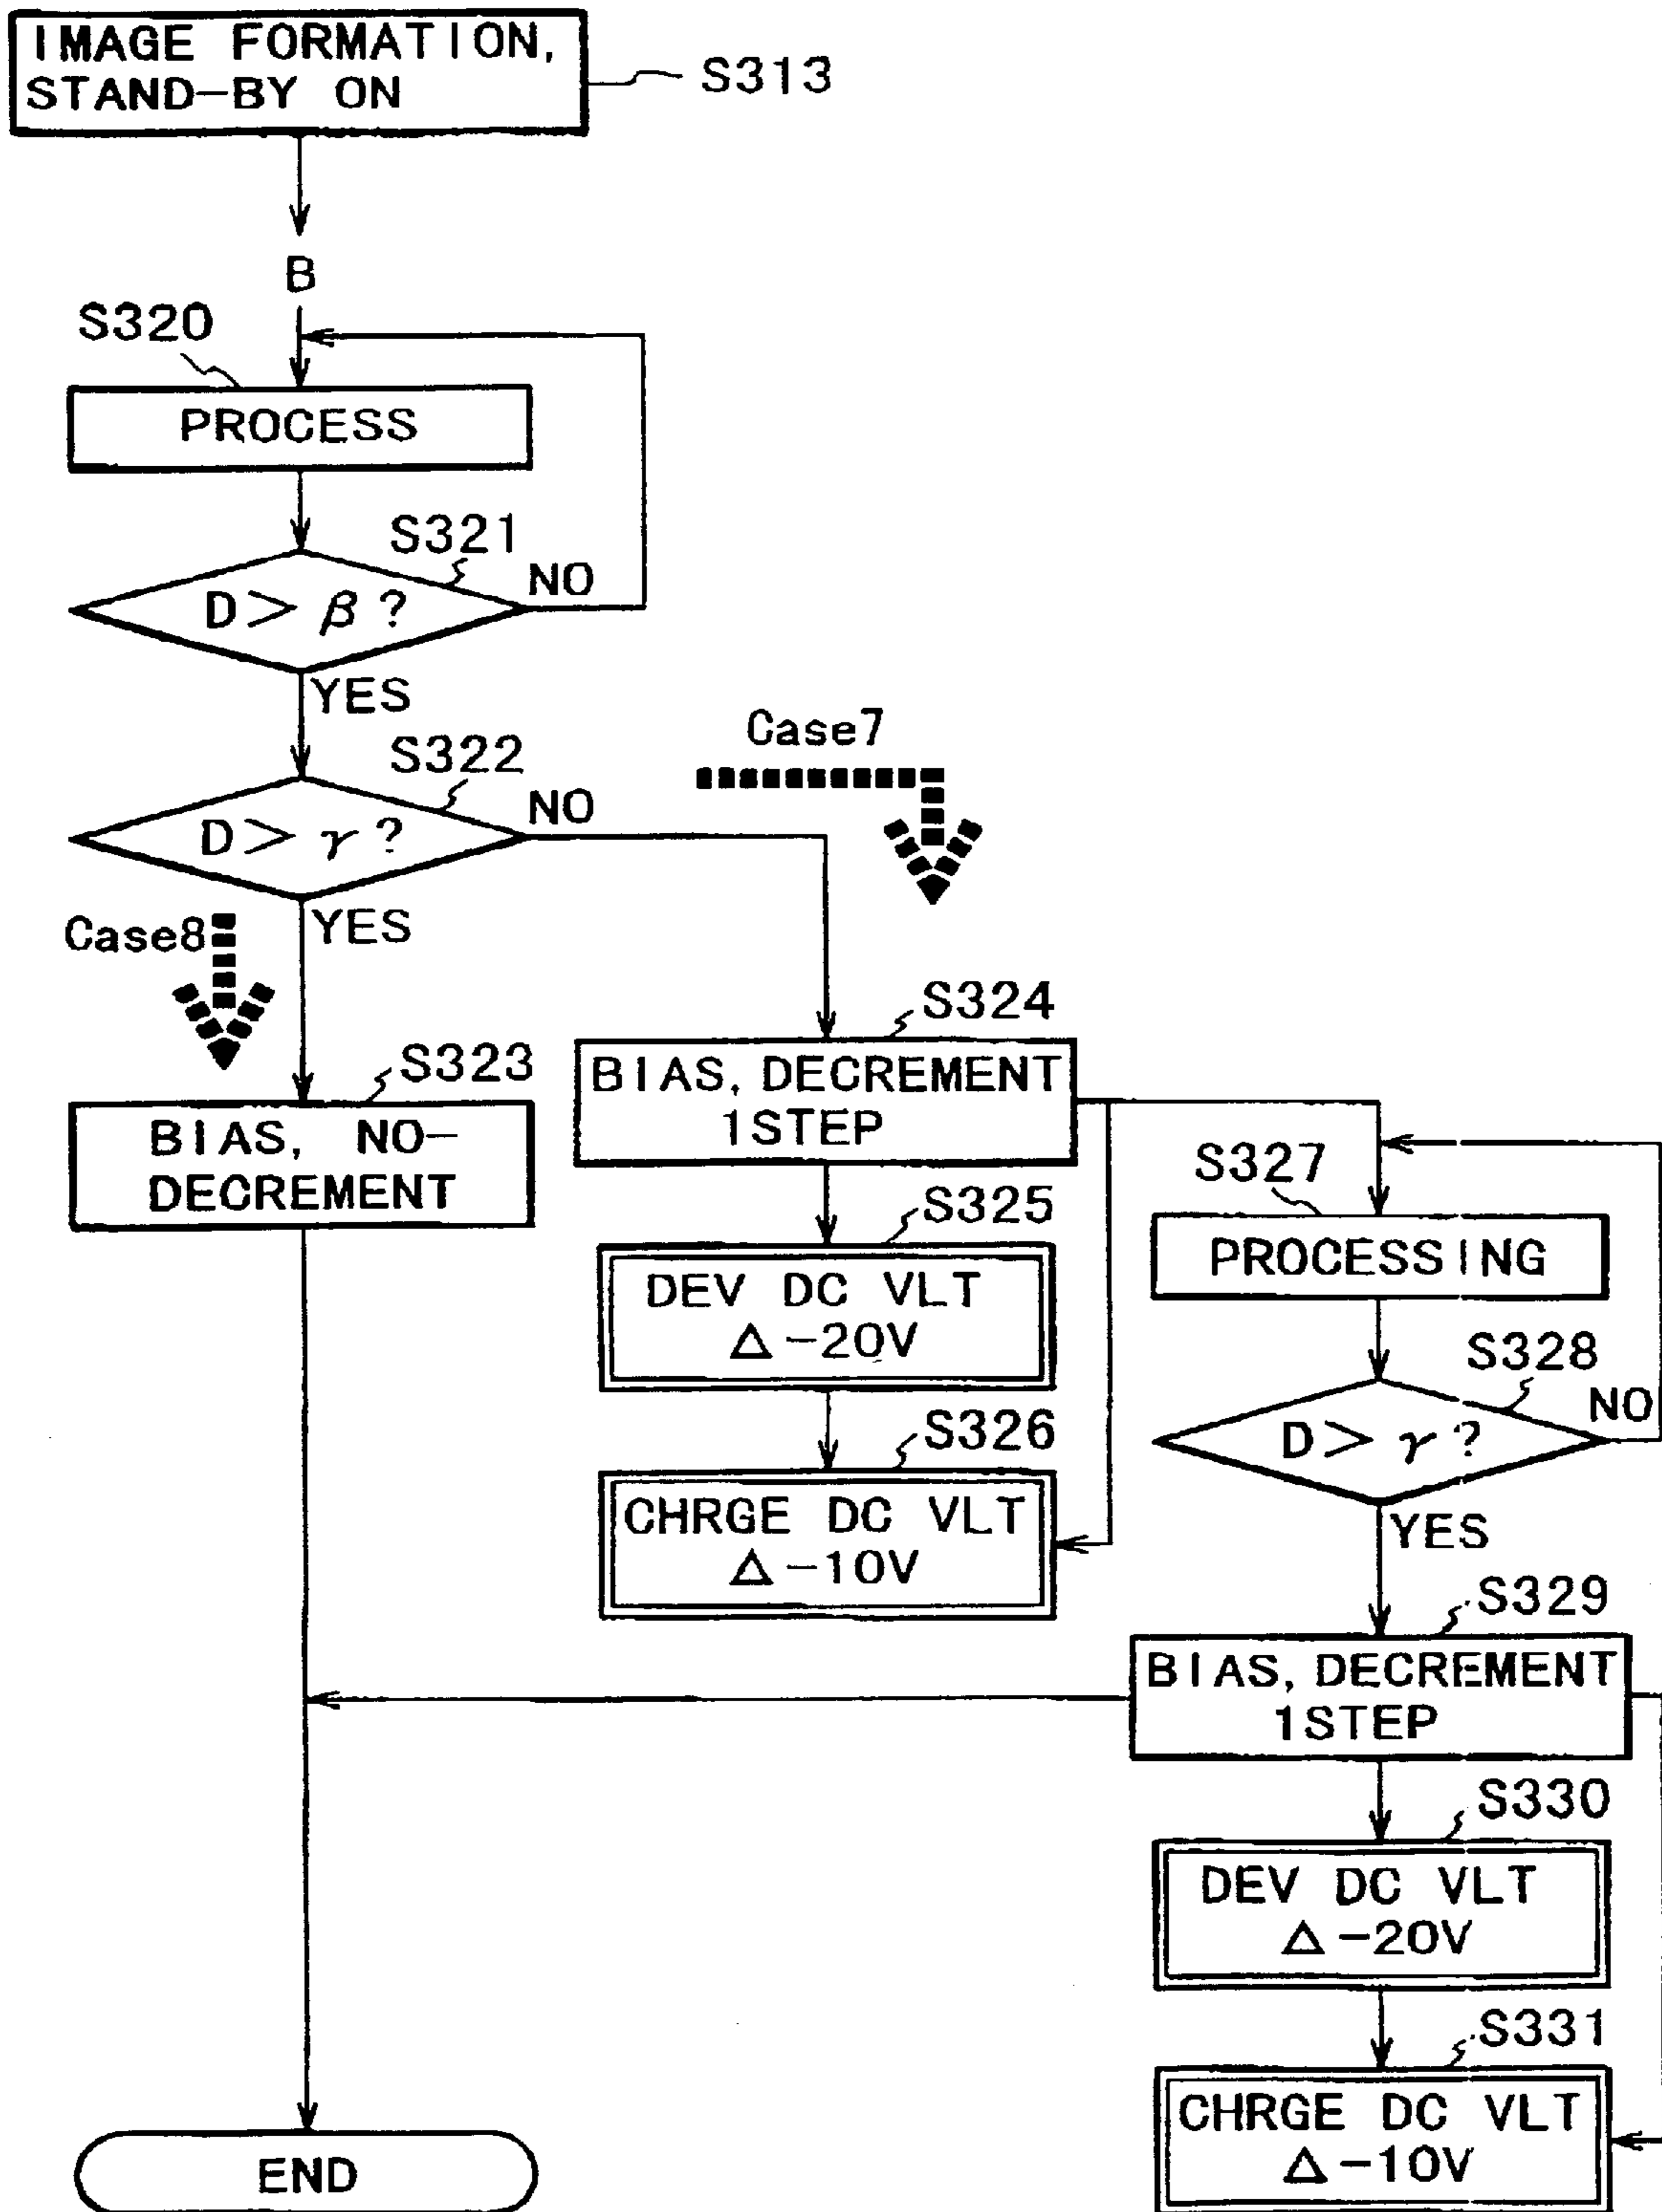 IMAGE FORMATION,
STAND-BY ON
S313
B
S320
PROCESS
S321
D > β ?
NO
YES
S322
D > γ ?
NO
YES
Case7
Case8
S323
BIAS, NO-
DECREMENT
S324
BIAS, DECREMENT
1STEP
S325
DEV DC VLT
△ -20V
S326
CHRGE DC VLT
△ -10V
S327
PROCESSING
S328
D > γ ?
NO
YES
S329
BIAS, DECREMENT
1STEP
S330
DEV DC VLT
△ -20V
S331
CHRGE DC VLT
△ -10V
END